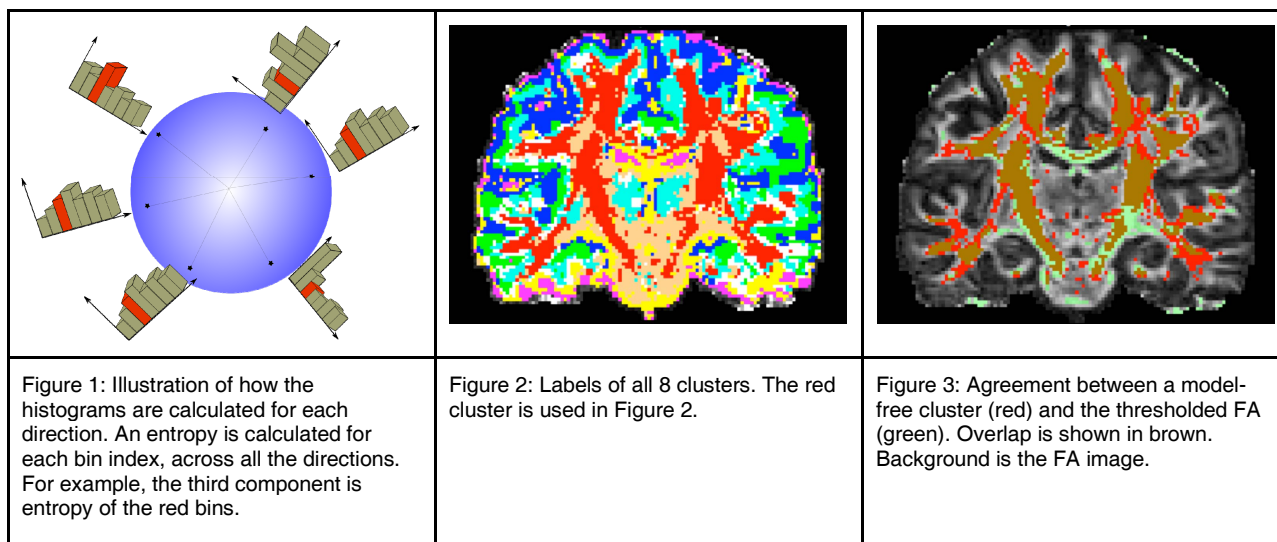 Figure 1: Illustration of how the
histograms are calculated for each
direction. An entropy is calculated for
each bin index, across all the directions.
For example, the third component is
entropy of the red bins.
Figure 2: Labels of all 8 clusters. The red
cluster is used in Figure 2.
Figure 3: Agreement between a model-
free cluster (red) and the thresholded FA
(green). Overlap is shown in brown.
Background is the FA image.